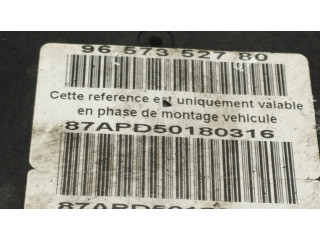 96 573 527 80
Cette reference est uniquement valable
en phase de montage vehicule
87APD50180316